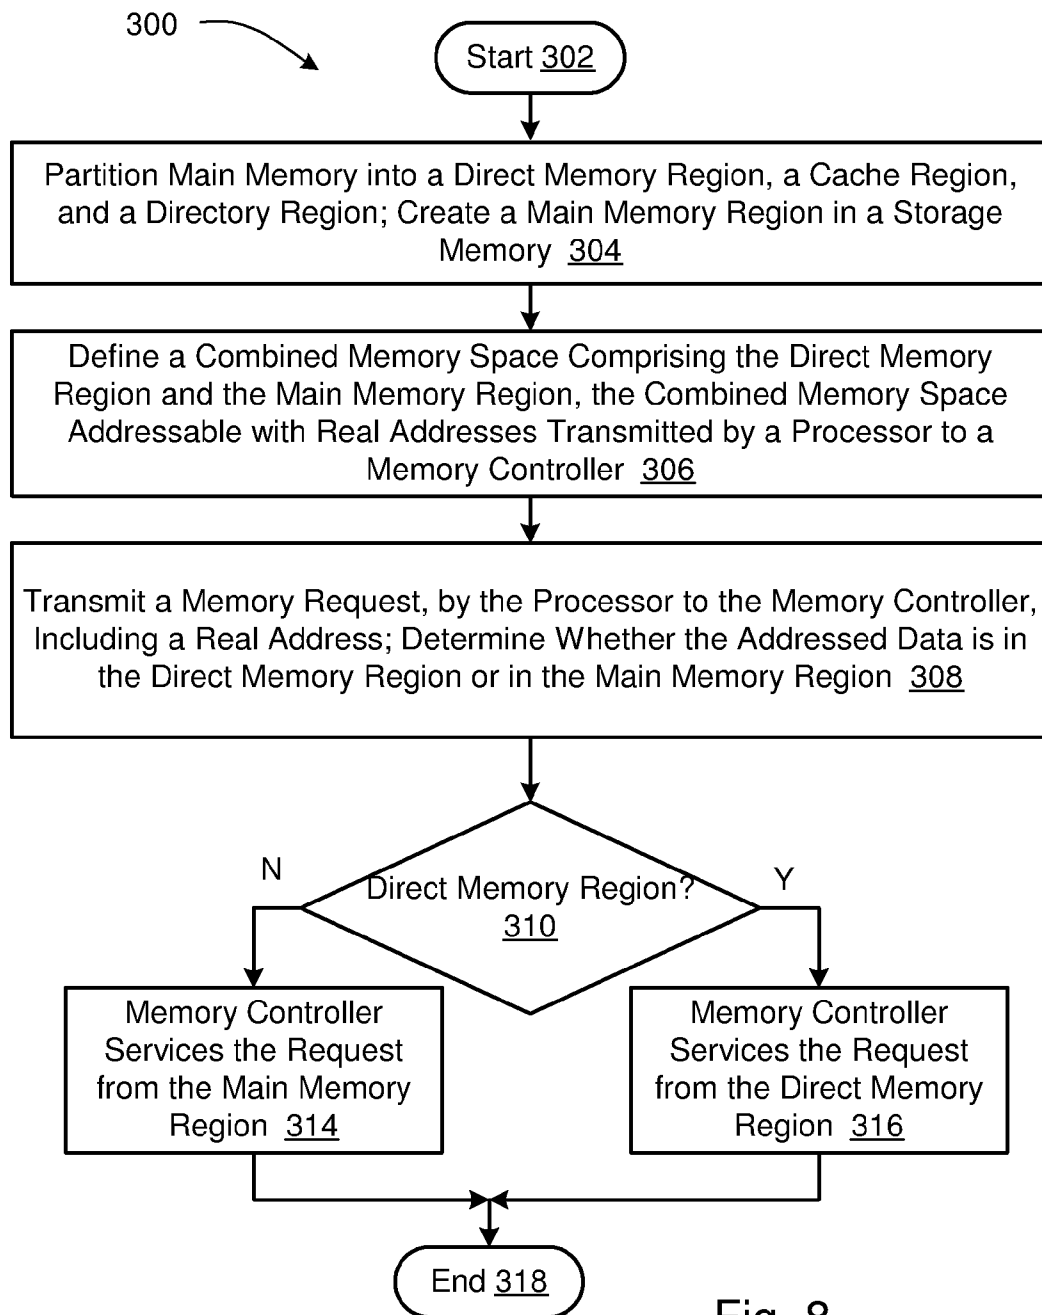 300
Start 302
Partition Main Memory into a Direct Memory Region, a Cache Region,
and a Directory Region; Create a Main Memory Region in a Storage
Memory 304
Define a Combined Memory Space Comprising the Direct Memory
Region and the Main Memory Region, the Combined Memory Space
Addressable with Real Addresses Transmitted by a Processor to a
Memory Controller 306
Transmit a Memory Request, by the Processor to the Memory Controller,
Including a Real Address; Determine Whether the Addressed Data is in
the Direct Memory Region or in the Main Memory Region 308
N
Y
Direct Memory Region?
310
Memory Controller
Services the Request
from the Main Memory
Region 314
Memory Controller
Services the Request
from the Direct Memory
Region 316
End 318
Fig. 8